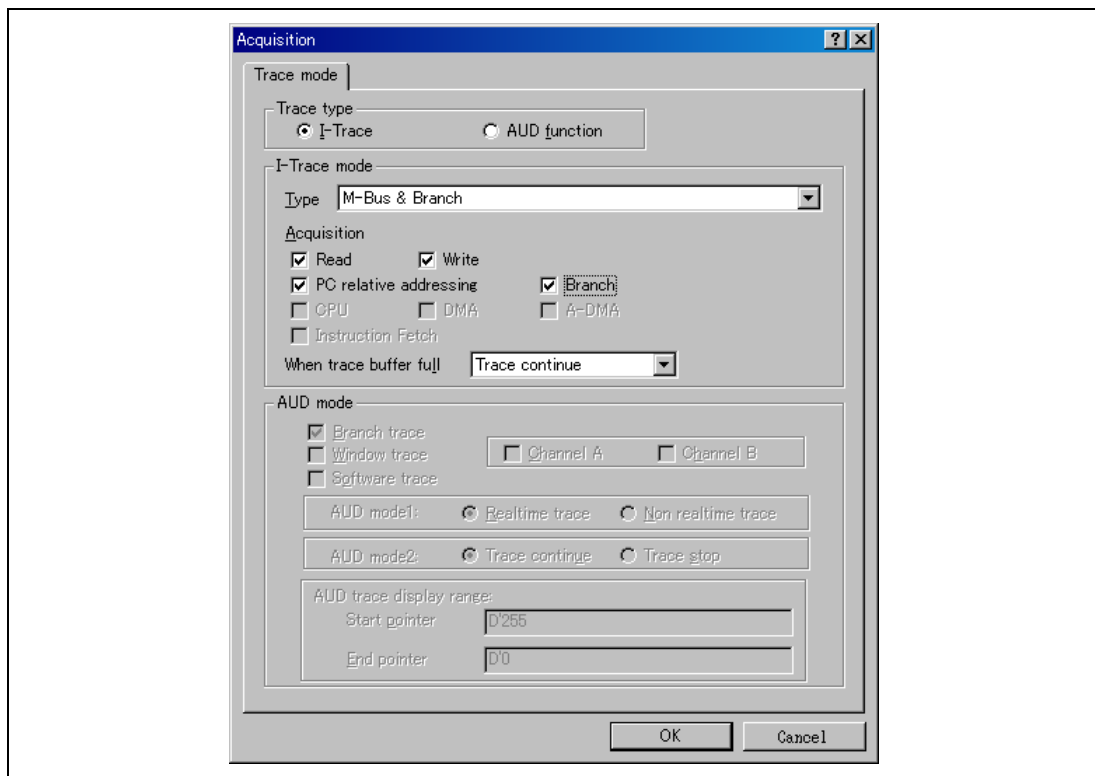 Acquisition
Trace mode
Trace type
I-Trace AUD function
I-Trace mode
Type M-Bus & Branch
Acquisition
Read Write
PC relative addressing Branch
CPU DMA A-DMA
Instruction Fetch
When trace buffer full Trace continue
AUD mode
Branch trace
Window trace Channel A Channel B
Software trace
AUD mode1: Realtime trace Non realtime trace
AUD mode2: Trace continue Trace stop
AUD trace display range:
Start pointer D'255
End pointer D'0
OK Cancel